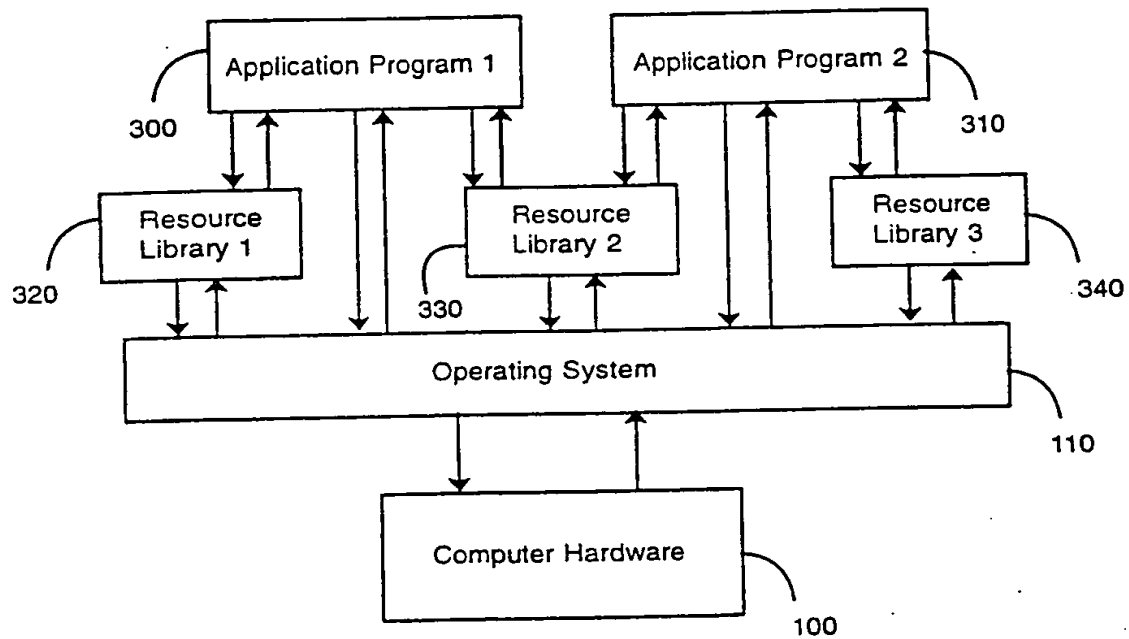 Application Program 1
Application Program 2
300
310
Resource
Library 1
Resource
Library 2
Resource
Library 3
320
330
340
Operating System
110
Computer Hardware
100